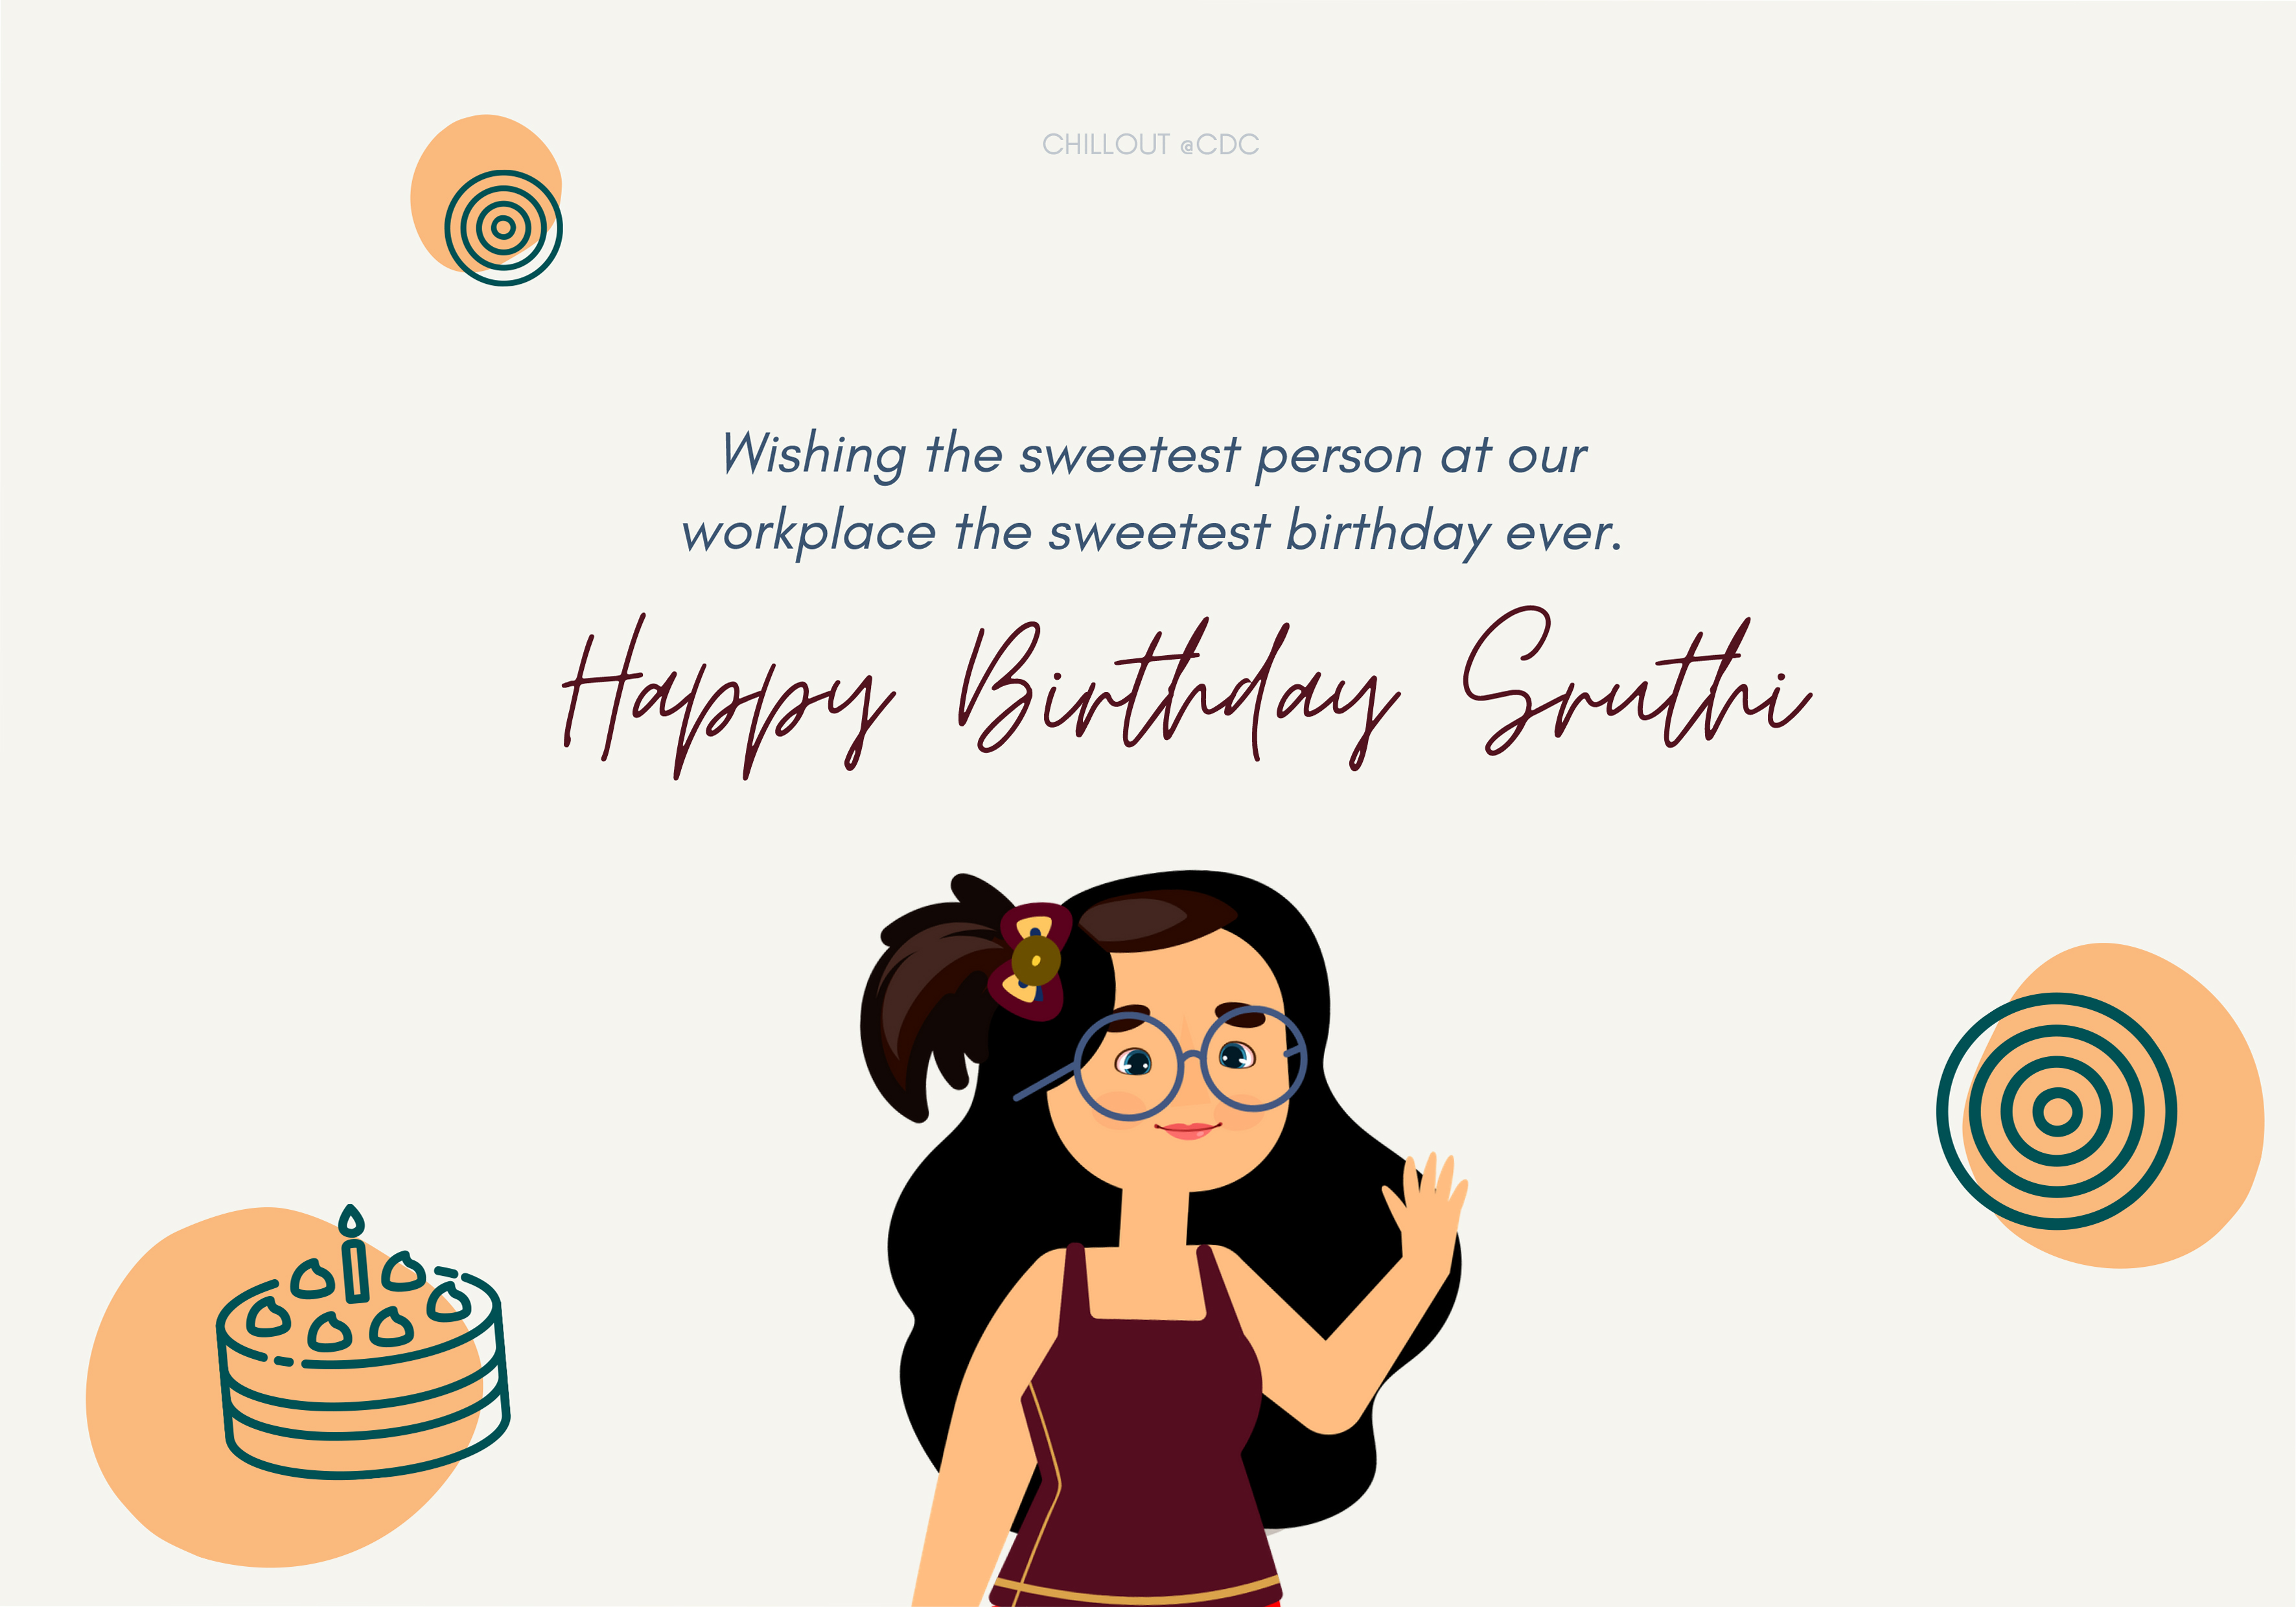 CHILLOUT @CDC
Wishing the sweetest person at our
workplace the sweetest birthday ever.
Happy Birthday Sruthi